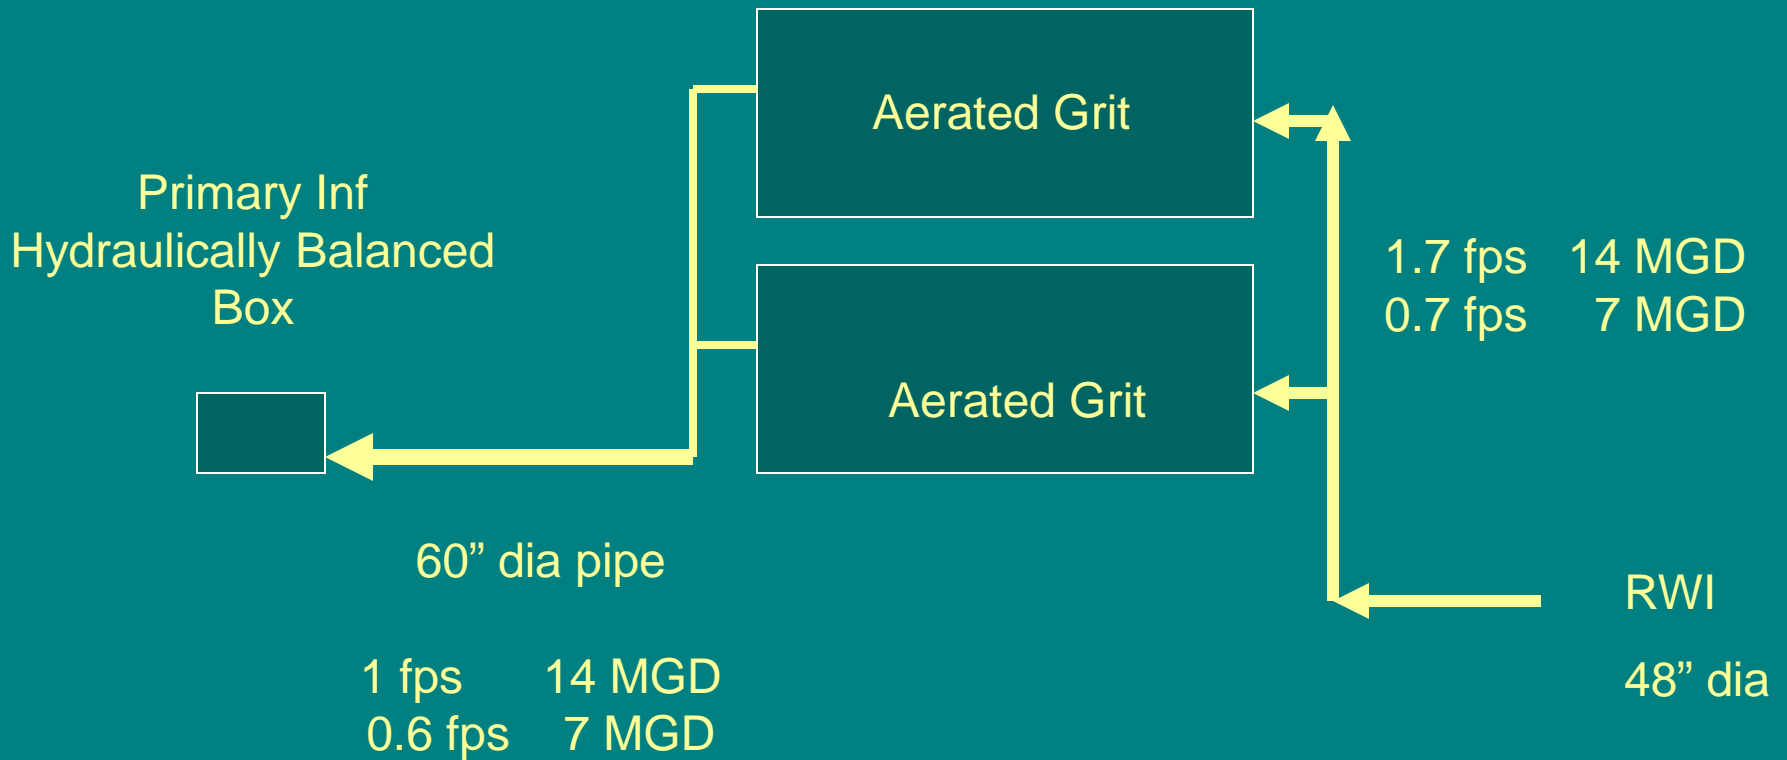 Aerated Grit
Primary Inf
Hydraulically Balanced
Box
1.7 fps 14 MGD
0.7 fps 7 MGD
Aerated Grit
60” dia pipe
RWI
48” dia
1 fps 14 MGD
0.6 fps 7 MGD